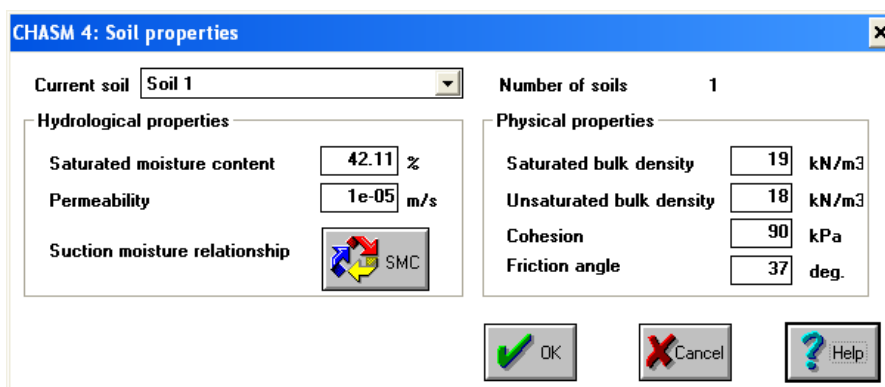 CHASM 4: Soil properties
Current soil Soil 1
Number of soils 1
Hydrological properties
Saturated moisture content 42.11 %
Permeability 1e-05 m/s
Suction moisture relationship SMC
Physical properties
Saturated bulk density 19 kN/m3
Unsaturated bulk density 18 kN/m3
Cohesion 90 kPa
Friction angle 37 deg.
OK
Cancel
Help